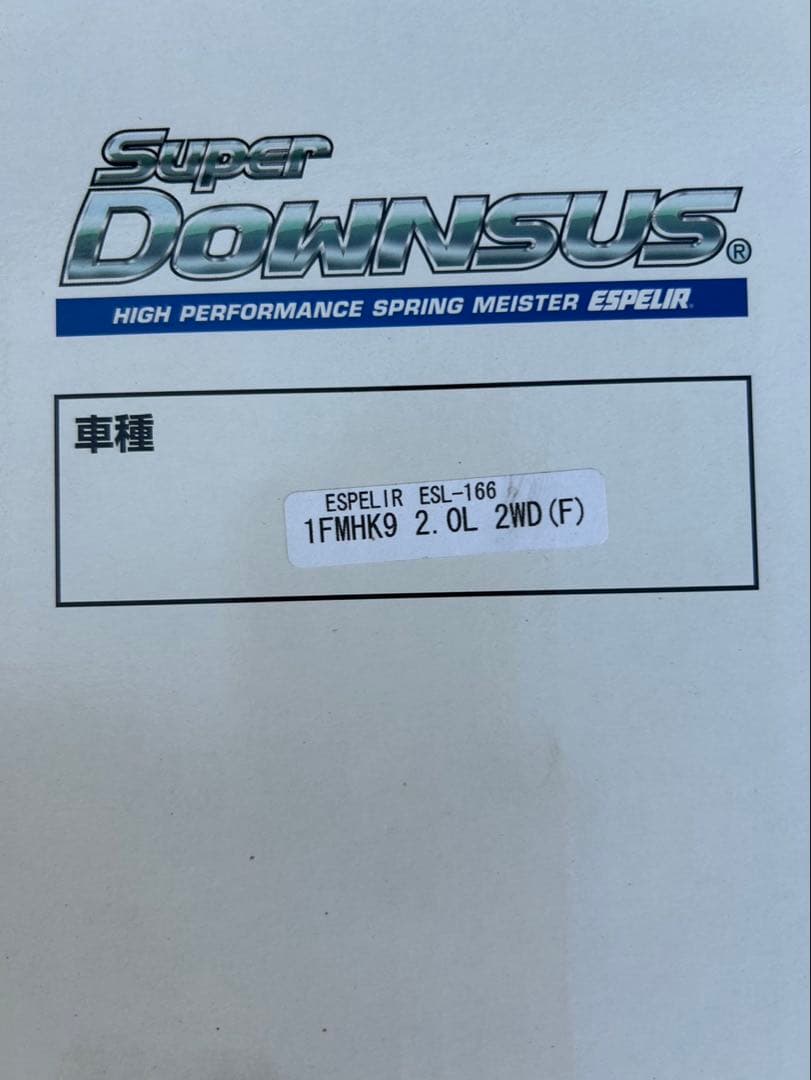 Super
DOWNSUS®
HIGH PERFORMANCE SPRING MEISTER ESPELIR
車種
ESPELIR ESL-166
1FMHK9 2.0L 2WD(F)